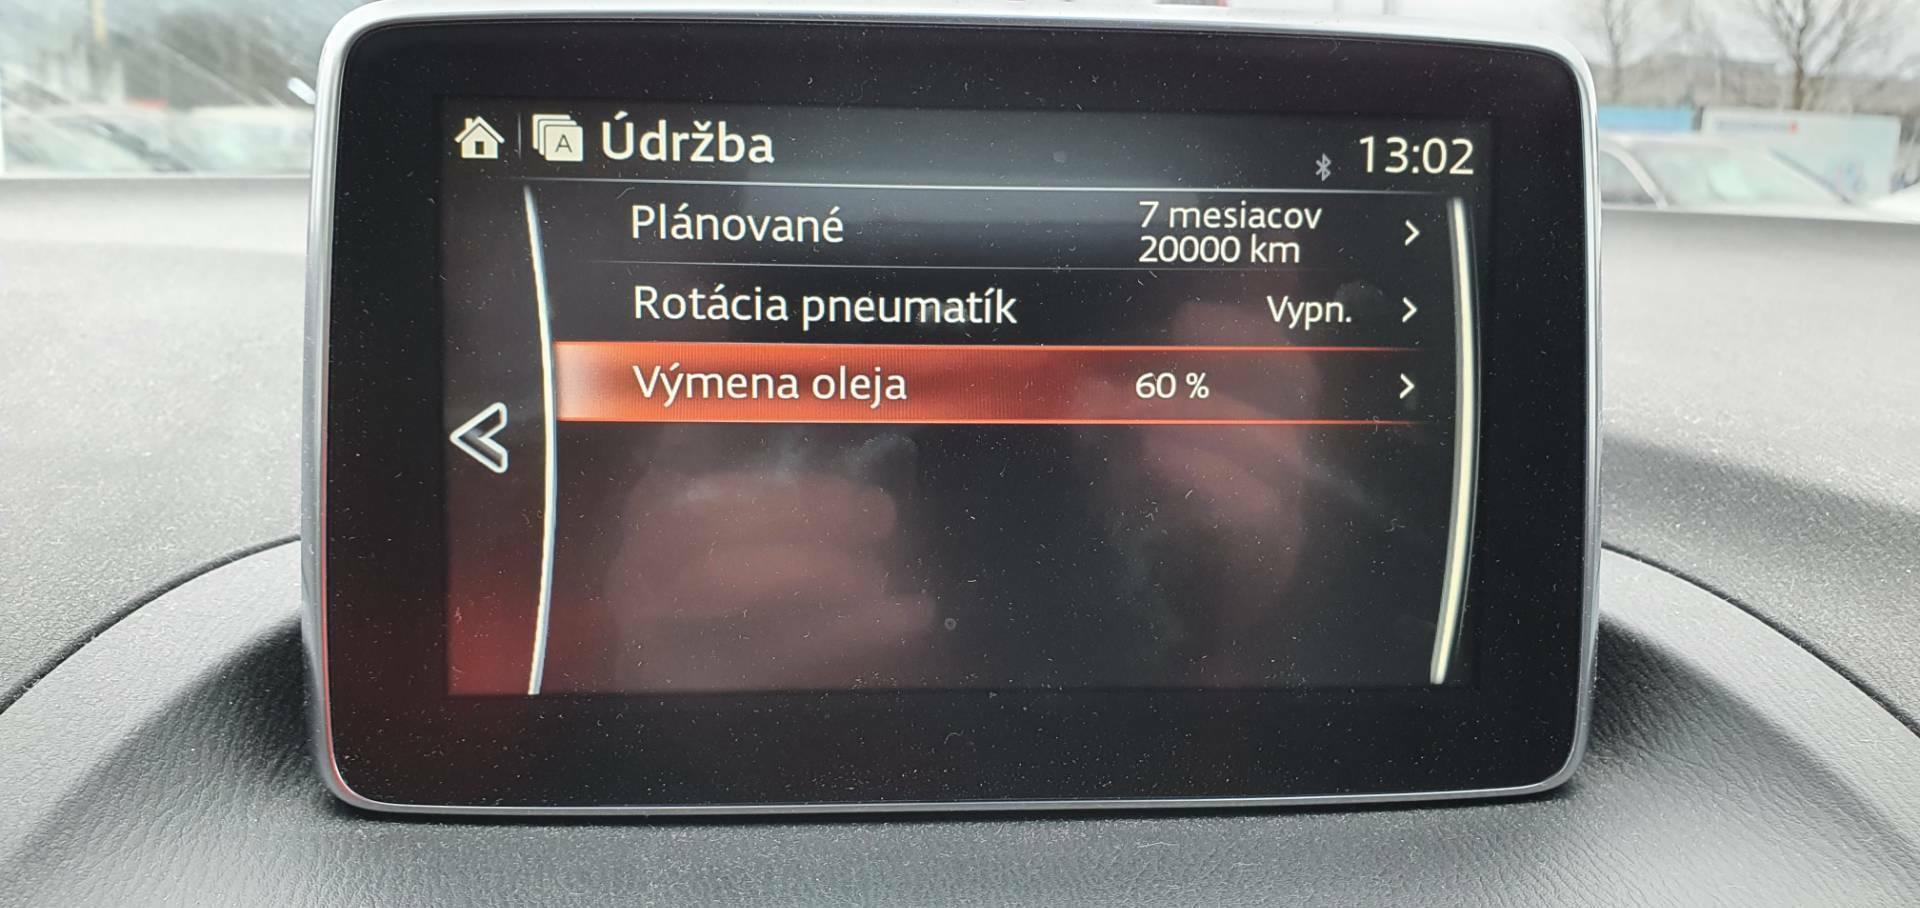 A Údržba
13:02
Plánované 7 mesiacov
20000 km
Rotácia pneumatík Vypn. >
Výmena oleja 60 % >